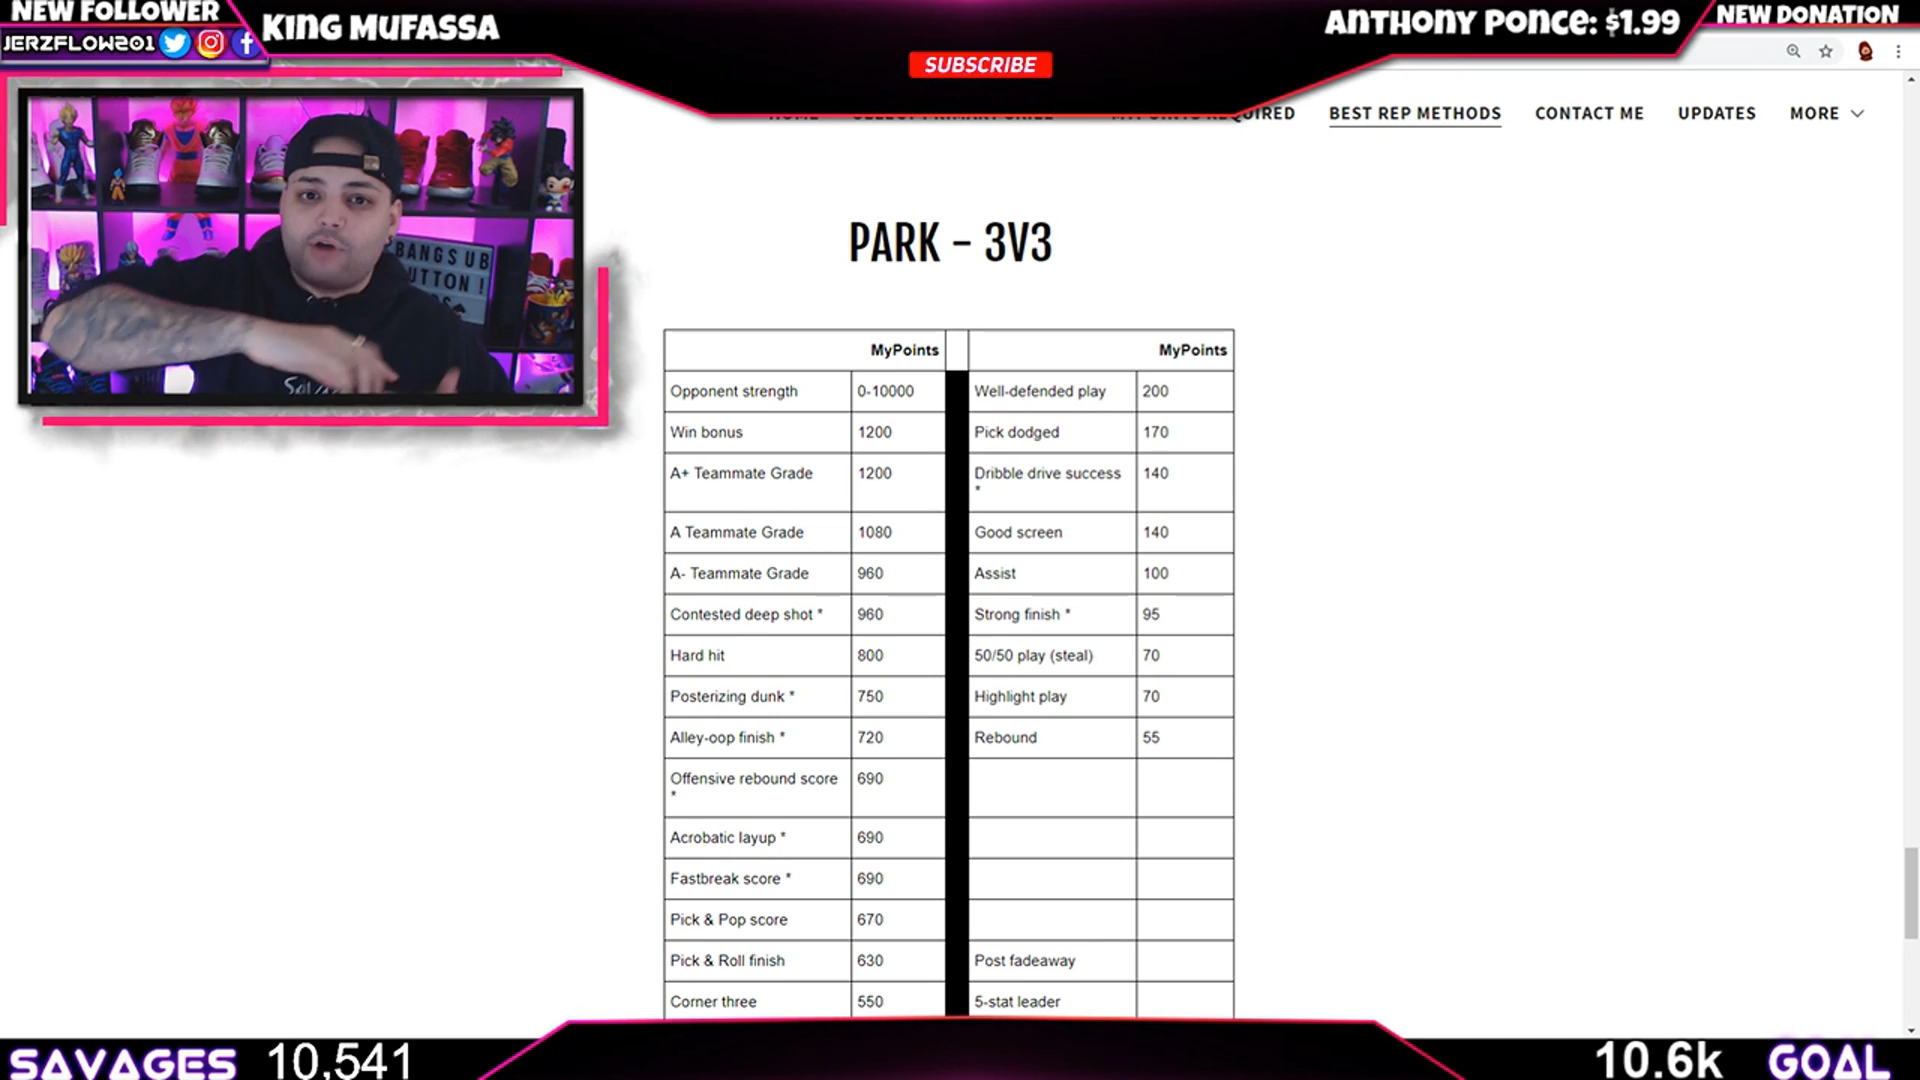 NEW FOLLOWER
KING MUFASSA
ANTHONY PONCE: $1.99
NEW DONATION
JERZFLOW201
SUBSCRIBE
BEST REP METHODS
CONTACT ME
UPDATES
MORE
BANGS UB
UTTON !
PARK - 3V3
MyPoints MyPoints
Opponent strength 0-10000 Well-defended play 200
Win bonus 1200 Pick dodged 170
A+ Teammate Grade 1200 Dribble drive success 140
*
A Teammate Grade 1080 Good screen 140
A- Teammate Grade 960 Assist 100
Contested deep shot * 960 Strong finish * 95
Hard hit 800 50/50 play (steal) 70
Posterizing dunk * 750 Highlight play 70
Alley-oop finish * 720 Rebound 55
Offensive rebound score 690
*
Acrobatic layup * 690
Fastbreak score * 690
Pick & Pop score 670
Pick & Roll finish 630 Post fadeaway
Corner three 550 5-stat leader
SAVAGES 10,541
10.6k GOAL